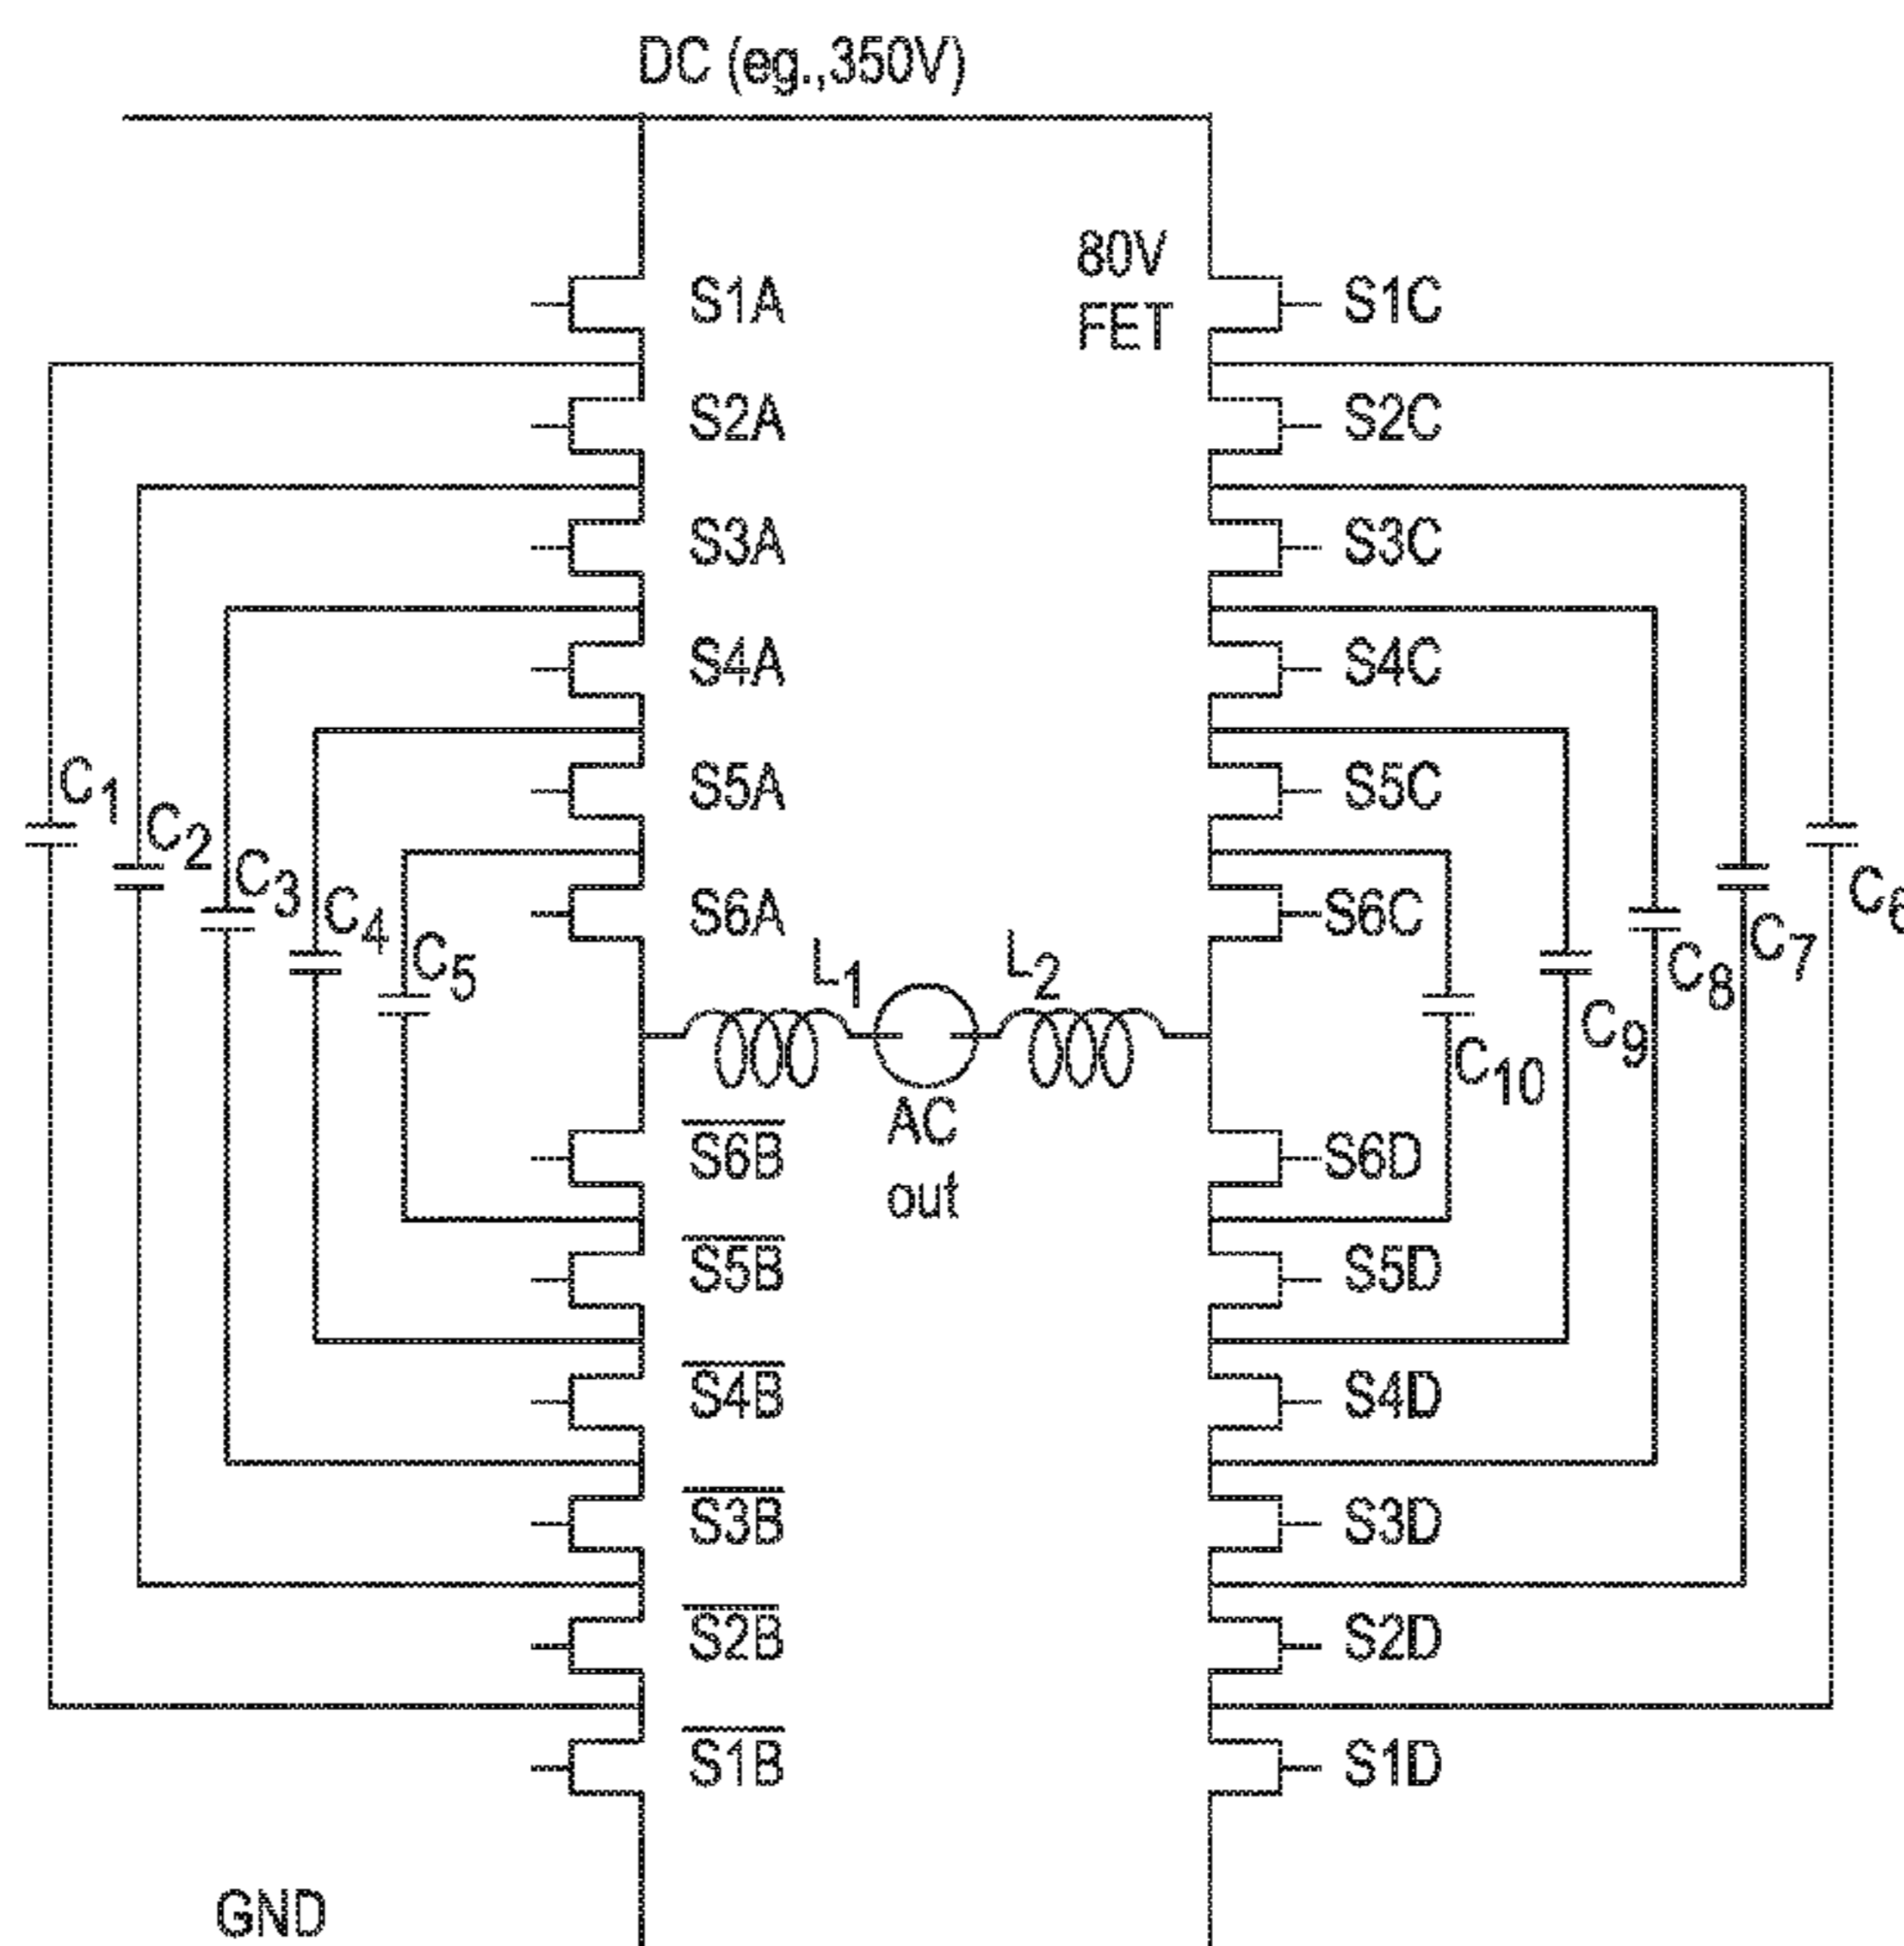 DC (eg.,350V)
80V
FET
S1A
S1C
S2A
S2C
S3A
S3C
S4A
S4C
C1
S5A
S5C
C2
C3
C4
S6A
S6C
C6
C5
L1
L2
C7
C8
C9
C10
AC
out
S6B
S6D
S5B
S5D
S4B
S4D
S3B
S3D
S2B
S2D
S1B
S1D
GND